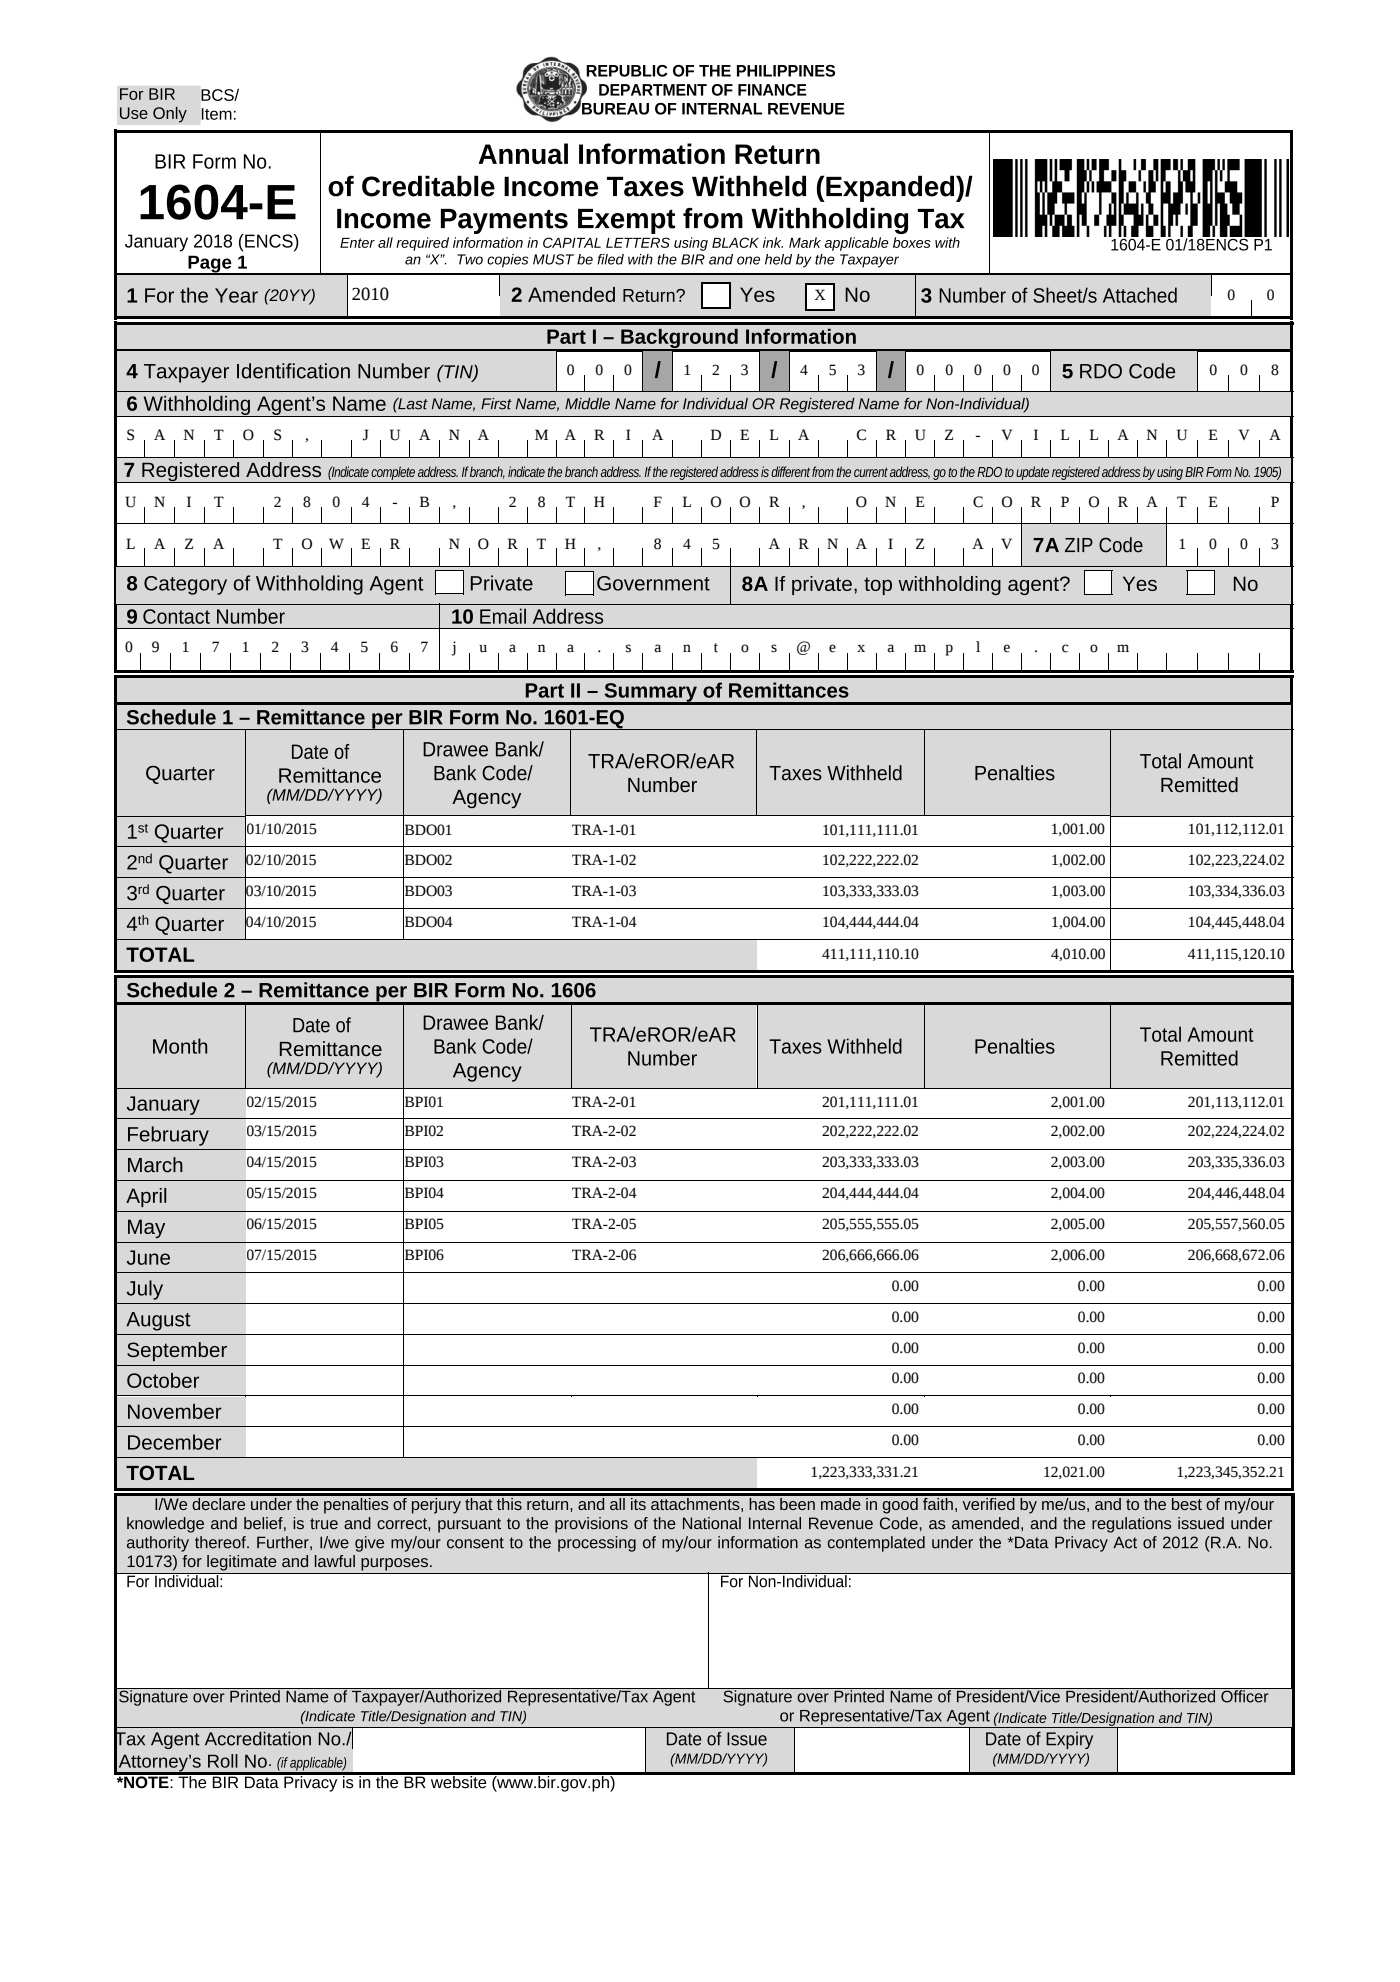 REPUBLIC OF THE PHILIPPINES
DEPARTMENT OF FINANCE
BUREAU OF INTERNAL REVENUE
For BIR Use Only BCS/ Item:
BIR Form No.
1604-E
January 2018 (ENCS)
Page 1
Annual Information Return
of Creditable Income Taxes Withheld (Expanded)/
Income Payments Exempt from Withholding Tax
Enter all required information in CAPITAL LETTERS using BLACK ink. Mark applicable boxes with
an “X”. Two copies MUST be filed with the BIR and one held by the Taxpayer
1604-E 01/18ENCS P1
1 For the Year (20YY) 2010 2 Amended Return? Yes X No 3 Number of Sheet/s Attached 0 0
Part I – Background Information
4 Taxpayer Identification Number (TIN) 0 0 0 / 1 2 3 / 4 5 3 / 0 0 0 0 0 5 RDO Code 0 0 8
6 Withholding Agent’s Name (Last Name, First Name, Middle Name for Individual OR Registered Name for Non-Individual)
SANTOS, JUANA MARIA DELA CRUZ-VILLANUEVA
7 Registered Address (Indicate complete address. If branch, indicate the branch address. If the registered address is different from the current address, go to the RDO to update registered address by using BIR Form No. 1905)
UNIT 2804-B, 28TH FLOOR, ONE CORPORATE P
LAZA TOWER NORTH, 845 ARNAIZ AV 7A ZIP Code 1 0 0 3
8 Category of Withholding Agent Private Government 8A If private, top withholding agent? Yes No
9 Contact Number 10 Email Address
09171234567 juana.santos@example.com
Part II – Summary of Remittances
Schedule 1 – Remittance per BIR Form No. 1601-EQ
Quarter Date of Remittance (MM/DD/YYYY) Drawee Bank/ Bank Code/ Agency TRA/eROR/eAR Number Taxes Withheld Penalties Total Amount Remitted
1st Quarter 01/10/2015 BDO01 TRA-1-01 101,111,111.01 1,001.00 101,112,112.01
2nd Quarter 02/10/2015 BDO02 TRA-1-02 102,222,222.02 1,002.00 102,223,224.02
3rd Quarter 03/10/2015 BDO03 TRA-1-03 103,333,333.03 1,003.00 103,334,336.03
4th Quarter 04/10/2015 BDO04 TRA-1-04 104,444,444.04 1,004.00 104,445,448.04
TOTAL 411,111,110.10 4,010.00 411,115,120.10
Schedule 2 – Remittance per BIR Form No. 1606
Month Date of Remittance (MM/DD/YYYY) Drawee Bank/ Bank Code/ Agency TRA/eROR/eAR Number Taxes Withheld Penalties Total Amount Remitted
January 02/15/2015 BPI01 TRA-2-01 201,111,111.01 2,001.00 201,113,112.01
February 03/15/2015 BPI02 TRA-2-02 202,222,222.02 2,002.00 202,224,224.02
March 04/15/2015 BPI03 TRA-2-03 203,333,333.03 2,003.00 203,335,336.03
April 05/15/2015 BPI04 TRA-2-04 204,444,444.04 2,004.00 204,446,448.04
May 06/15/2015 BPI05 TRA-2-05 205,555,555.05 2,005.00 205,557,560.05
June 07/15/2015 BPI06 TRA-2-06 206,666,666.06 2,006.00 206,668,672.06
July 0.00 0.00 0.00
August 0.00 0.00 0.00
September 0.00 0.00 0.00
October 0.00 0.00 0.00
November 0.00 0.00 0.00
December 0.00 0.00 0.00
TOTAL 1,223,333,331.21 12,021.00 1,223,345,352.21
I/We declare under the penalties of perjury that this return, and all its attachments, has been made in good faith, verified by me/us, and to the best of my/our
knowledge and belief, is true and correct, pursuant to the provisions of the National Internal Revenue Code, as amended, and the regulations issued under
authority thereof. Further, I/we give my/our consent to the processing of my/our information as contemplated under the *Data Privacy Act of 2012 (R.A. No.
10173) for legitimate and lawful purposes.
For Individual: For Non-Individual:
Signature over Printed Name of Taxpayer/Authorized Representative/Tax Agent
(Indicate Title/Designation and TIN)
Signature over Printed Name of President/Vice President/Authorized Officer
or Representative/Tax Agent (Indicate Title/Designation and TIN)
Tax Agent Accreditation No./
Attorney’s Roll No. (if applicable)
Date of Issue
(MM/DD/YYYY)
Date of Expiry
(MM/DD/YYYY)
*NOTE: The BIR Data Privacy is in the BR website (www.bir.gov.ph)